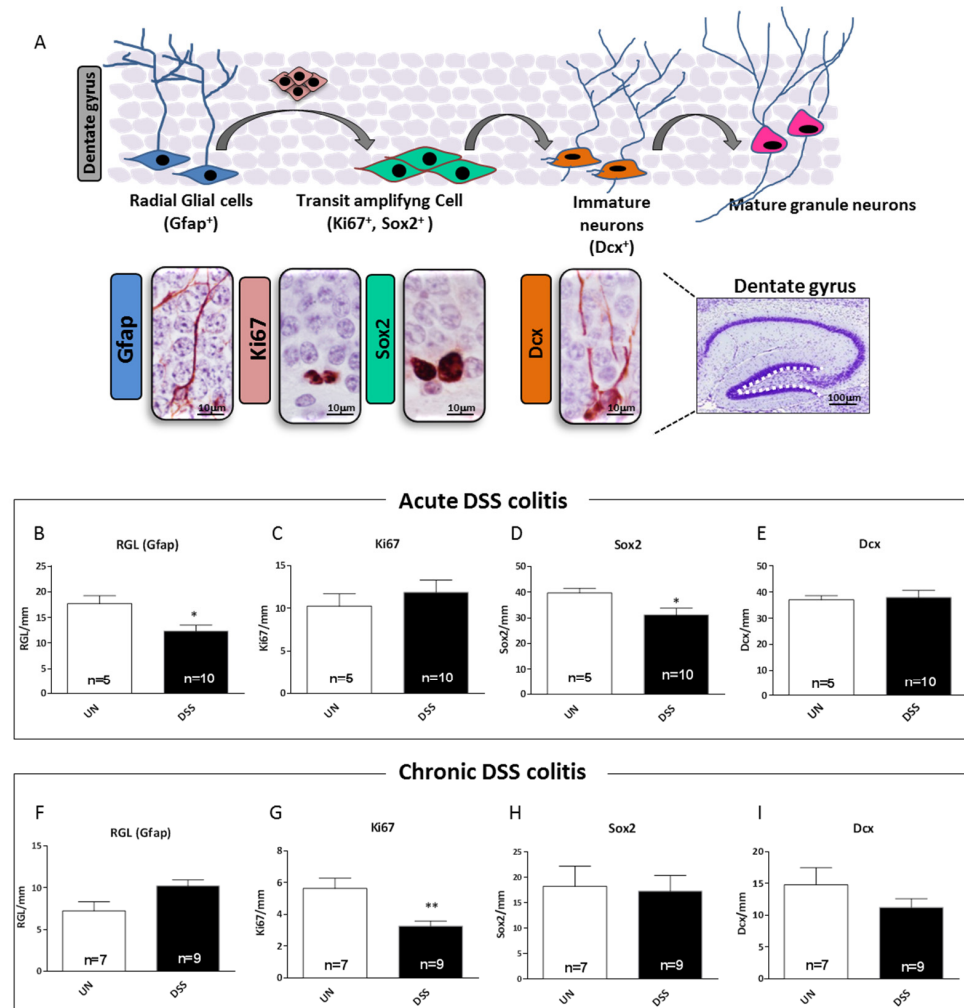 A
Dentate gyrus
Radial Glial cells
(Gfap⁺)
Transit amplifyng Cell
(Ki67⁺, Sox2⁺)
Immature
neurons
(Dcx⁺)
Mature granule neurons
Gfap
10µm
Ki67
10µm
Sox2
10µm
Dcx
10µm
Dentate gyrus
100µm
Acute DSS colitis
B
RGL (Gfap)
RGL/mm
25
20
15
10
5
0
*
n=5
n=10
UN
DSS
C
Ki67
Ki67/mm
15
10
5
0
n=5
n=10
UN
DSS
D
Sox2
Sox2/mm
50
40
30
20
10
0
*
n=5
n=10
UN
DSS
E
Dcx
Dcx/mm
50
40
30
20
10
0
n=5
n=10
UN
DSS
Chronic DSS colitis
F
RGL (Gfap)
RGL/mm
15
10
5
0
n=7
n=9
UN
DSS
G
Ki67
Ki67/mm
8
6
4
2
0
**
n=7
n=9
UN
DSS
H
Sox2
Sox2/mm
25
20
15
10
5
0
n=7
n=9
UN
DSS
I
Dcx
Dcx/mm
20
15
10
5
0
n=7
n=9
UN
DSS